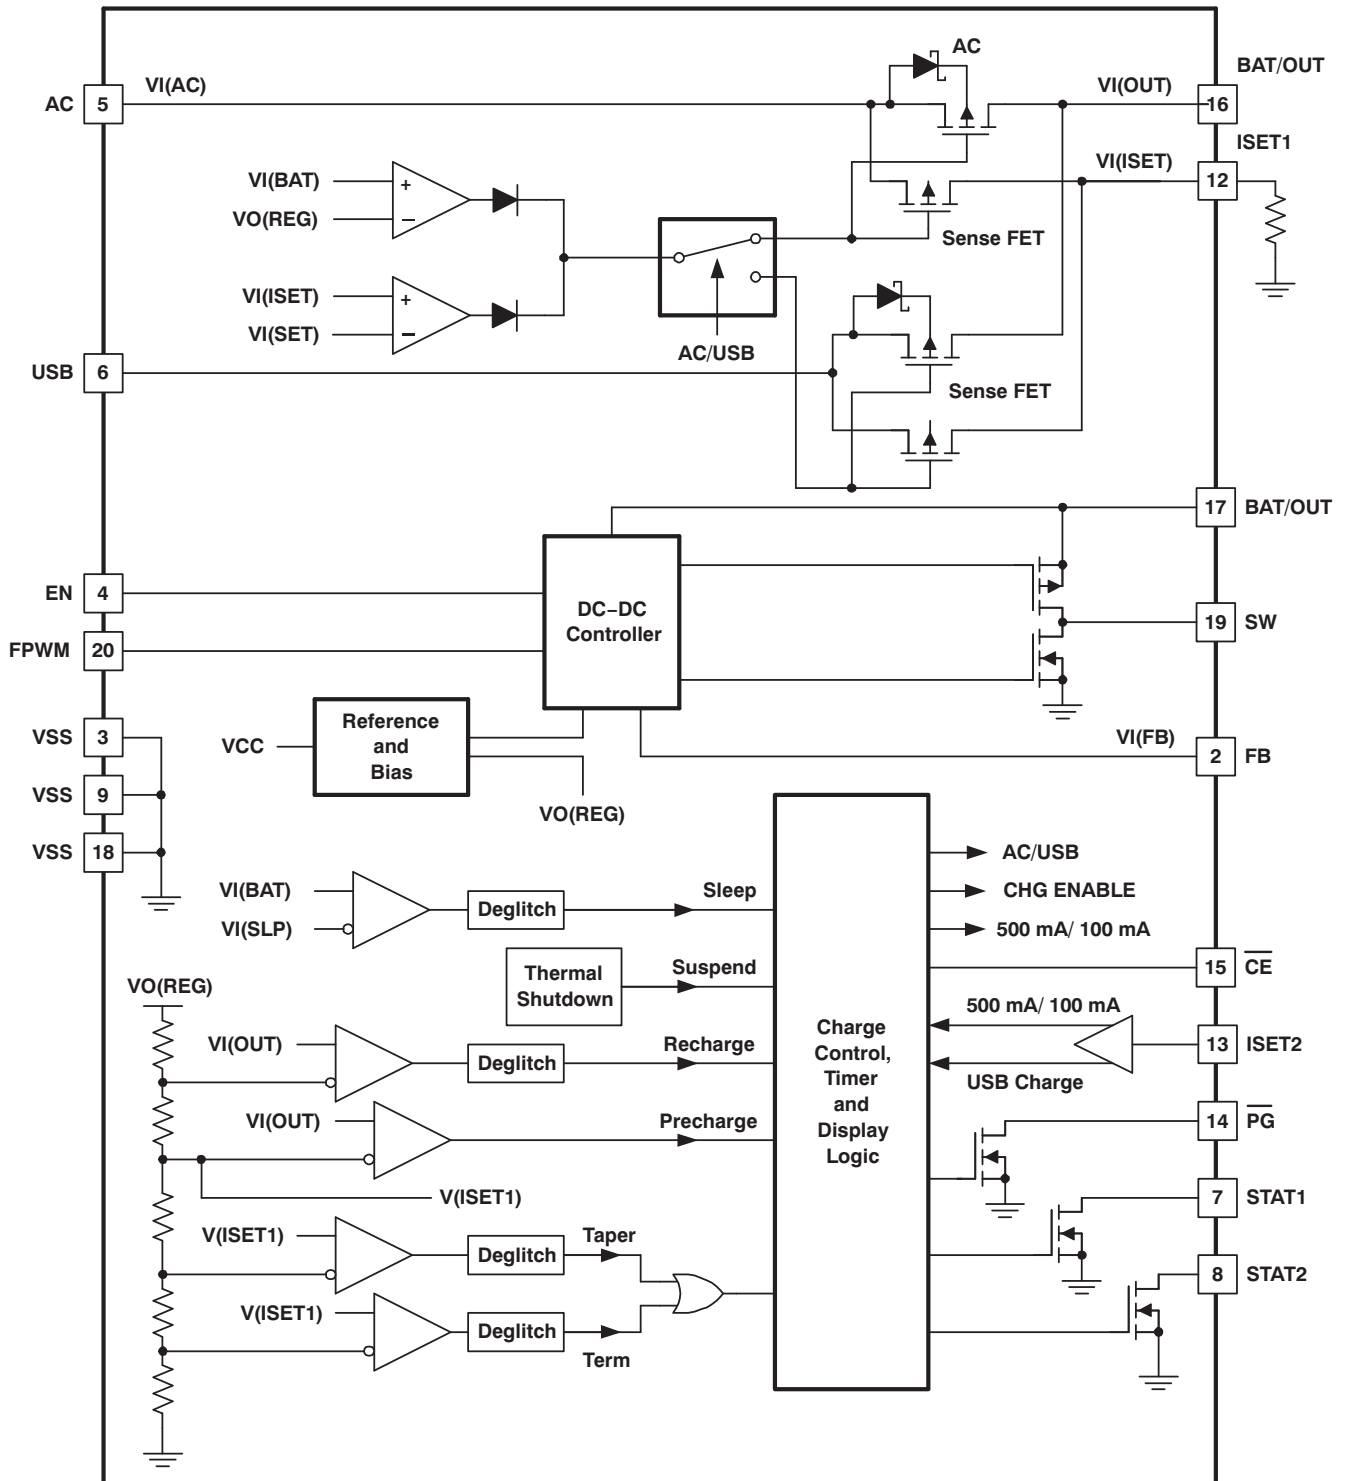 AC
BAT/OUT
AC 5 VI(AC) VI(OUT) 16
ISET1
VI(ISET) 12
VI(BAT) +
VO(REG) −
Sense FET
VI(ISET) +
VI(SET) −
AC/USB
USB 6
Sense FET
17 BAT/OUT
EN 4
DC−DC
Controller
19 SW
FPWM 20
VSS 3
Reference
and
Bias
VCC
VI(FB) 2 FB
VSS 9
VO(REG)
VSS 18
AC/USB
VI(BAT)
Sleep
CHG ENABLE
Deglitch
VI(SLP)
500 mA/ 100 mA
Thermal
Shutdown
Suspend
15 CE
VO(REG)
500 mA/ 100 mA
Charge
Control,
Timer
and
Display
Logic
VI(OUT)
Recharge
13 ISET2
Deglitch
USB Charge
VI(OUT)
Precharge
14 PG
V(ISET1)
7 STAT1
V(ISET1)
Taper
Deglitch
8 STAT2
V(ISET1)
Deglitch
Term